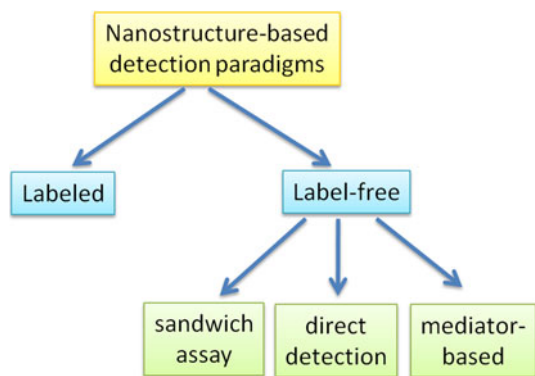 Nanostructure-based
detection paradigms
Labeled
Label-free
sandwich
assay
direct
detection
mediator-
based